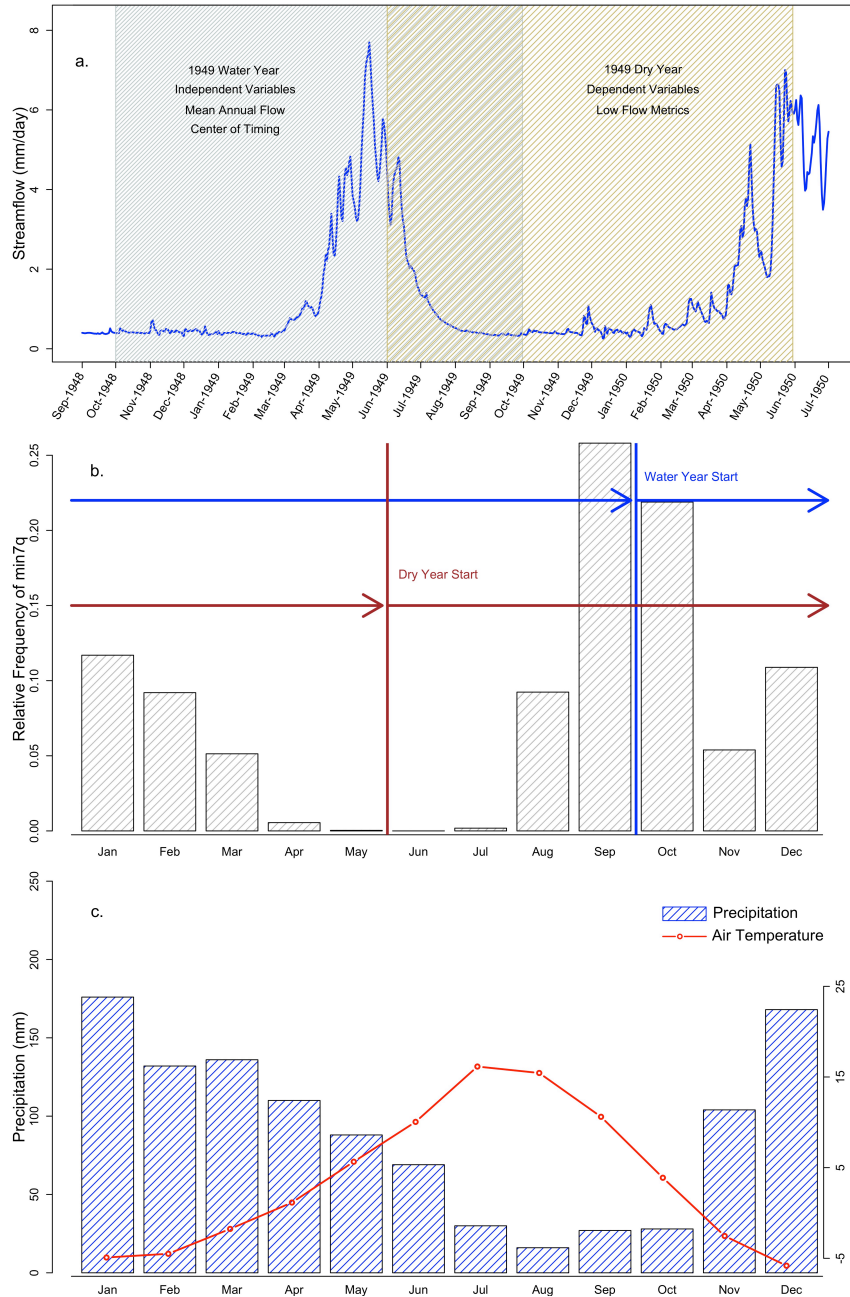 a.
1949 Water Year
Independent Variables
Mean Annual Flow
Center of Timing
1949 Dry Year
Dependent Variables
Low Flow Metrics
Streamflow (mm/day)
8
6
4
2
0
Sep-1948
Oct-1948
Nov-1948
Dec-1948
Jan-1949
Feb-1949
Mar-1949
Apr-1949
May-1949
Jun-1949
Jul-1949
Aug-1949
Sep-1949
Oct-1949
Nov-1949
Dec-1949
Jan-1950
Feb-1950
Mar-1950
Apr-1950
May-1950
Jun-1950
Jul-1950
b.
Water Year Start
Dry Year Start
Relative Frequency of min7q
0.25
0.20
0.15
0.10
0.05
0.00
Jan Feb Mar Apr May Jun Jul Aug Sep Oct Nov Dec
c.
Precipitation
Air Temperature
Precipitation (mm)
250
200
150
100
50
0
25
15
5
-5
Jan Feb Mar Apr May Jun Jul Aug Sep Oct Nov Dec